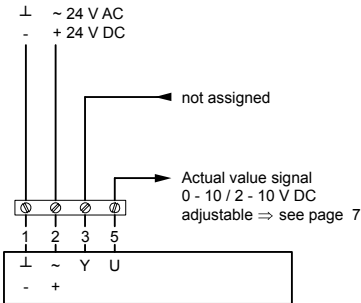 ⊥ ~ 24 V AC
- + 24 V DC
not assigned
Actual value signal
0 - 10 / 2 - 10 V DC
adjustable ⇒ see page 7
1 2 3 5
⊥ ~ Y U
- +